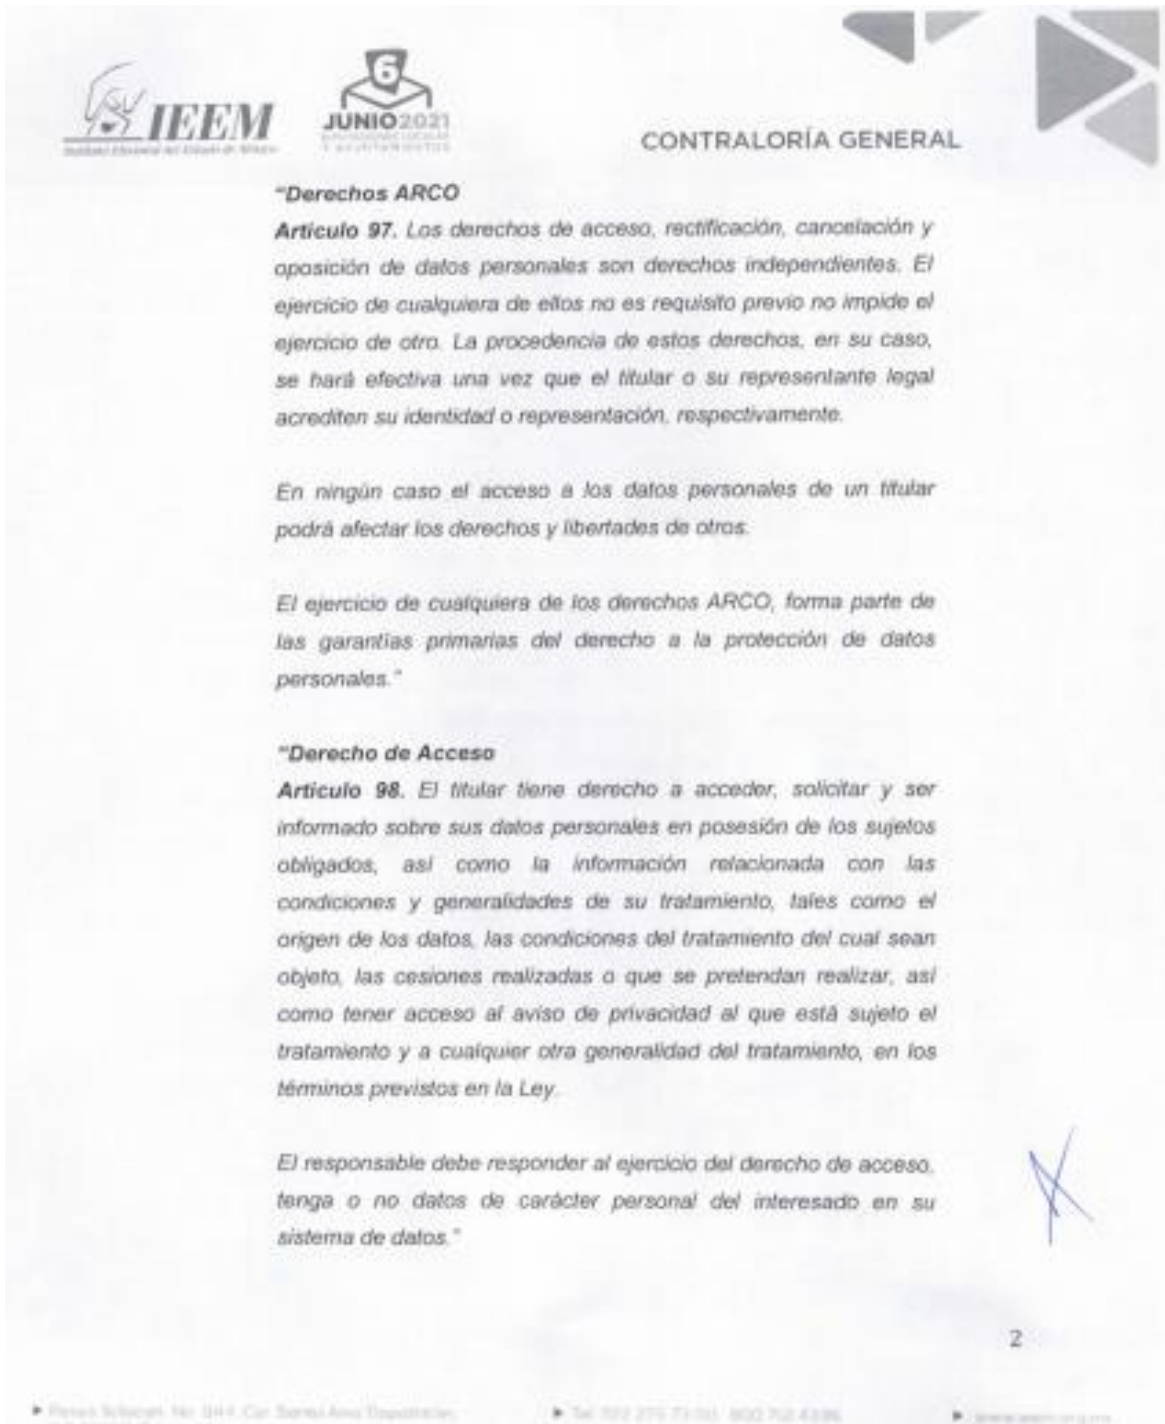 IEEM
Instituto Electoral del Estado de México
6
JUNIO2021
Y AYUNTAMIENTOS
CONTRALORÍA GENERAL
"Derechos ARCO
Artículo 97. Los derechos de acceso, rectificación, cancelación y
oposición de datos personales son derechos independientes. El
ejercicio de cualquiera de ellos no es requisito previo no impide el
ejercicio de otro. La procedencia de estos derechos, en su caso,
se hará efectiva una vez que el titular o su representante legal
acrediten su identidad o representación, respectivamente.
En ningún caso el acceso a los datos personales de un titular
podrá afectar los derechos y libertades de otros.
El ejercicio de cualquiera de los derechos ARCO, forma parte de
las garantías primarias del derecho a la protección de datos
personales."
"Derecho de Acceso
Artículo 98. El titular tiene derecho a acceder, solicitar y ser
informado sobre sus datos personales en posesión de los sujetos
obligados, así como la información relacionada con las
condiciones y generalidades de su tratamiento, tales como el
origen de los datos, las condiciones del tratamiento del cual sean
objeto, las cesiones realizadas o que se pretendan realizar, así
como tener acceso al aviso de privacidad al que está sujeto el
tratamiento y a cualquier otra generalidad del tratamiento, en los
términos previstos en la Ley.
El responsable debe responder al ejercicio del derecho de acceso,
tenga o no datos de carácter personal del interesado en su
sistema de datos."
2